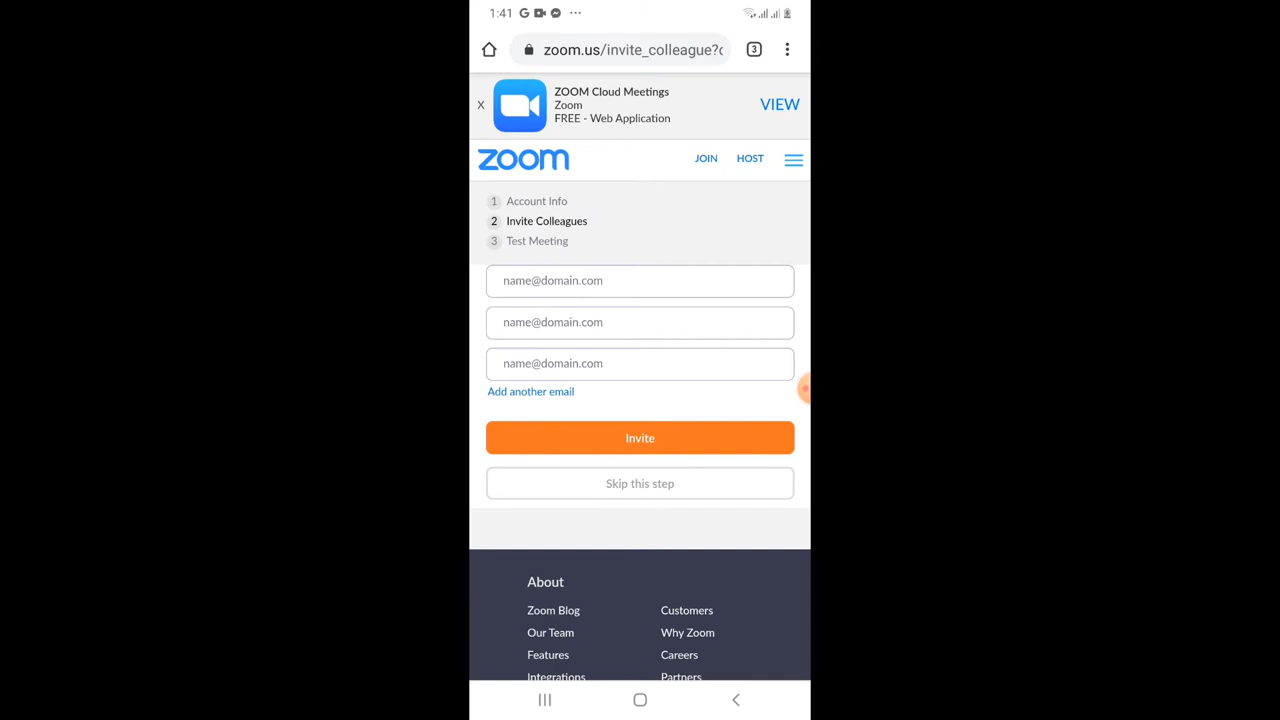 1:41
zoom.us/invite_colleague?c
3
X
ZOOM Cloud Meetings
Zoom
FREE - Web Application
VIEW
zoom
JOIN
HOST
1 Account Info
2 Invite Colleagues
3 Test Meeting
name@domain.com
name@domain.com
name@domain.com
Add another email
Invite
Skip this step
About
Zoom Blog
Customers
Our Team
Why Zoom
Features
Careers
Integrations
Partners